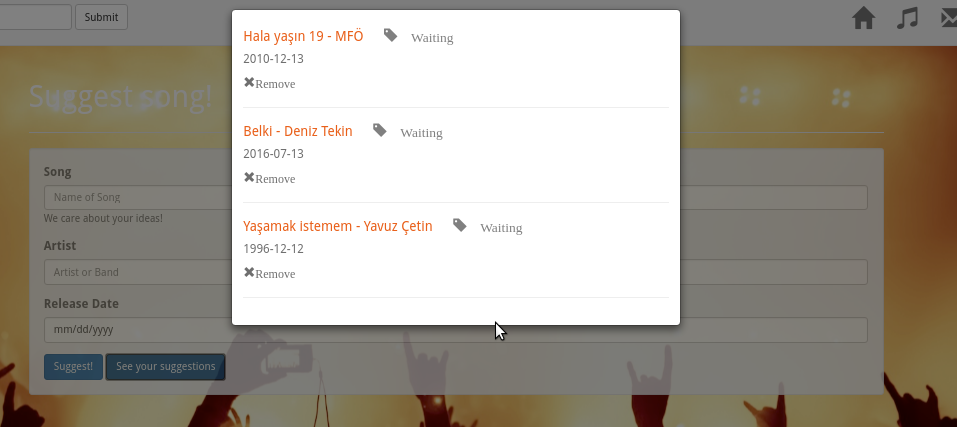 Submit
Hala yaşın 19 - MFÖ Waiting
2010-12-13
Remove
Belki - Deniz Tekin Waiting
2016-07-13
Remove
Yaşamak istemem - Yavuz Çetin Waiting
1996-12-12
Remove
Suggest song!
Song
Name of Song
We care about your ideas!
Artist
Artist or Band
Release Date
mm/dd/yyyy
Suggest! See your suggestions